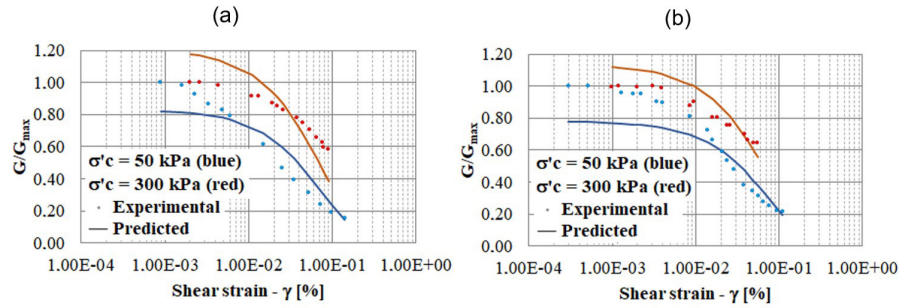 (a)
(b)
1.20
1.00
0.80
0.60
0.40
0.20
0.00
G/Gmax
σ'c = 50 kPa (blue)
σ'c = 300 kPa (red)
Experimental
Predicted
1.00E-04 1.00E-03 1.00E-02 1.00E-01 1.00E+00
Shear strain - γ [%]
1.20
1.00
0.80
0.60
0.40
0.20
0.00
G/Gmax
σ'c = 50 kPa (blue)
σ'c = 300 kPa (red)
Experimental
Predicted
1.00E-04 1.00E-03 1.00E-02 1.00E-01 1.00E+00
Shear strain - γ [%]